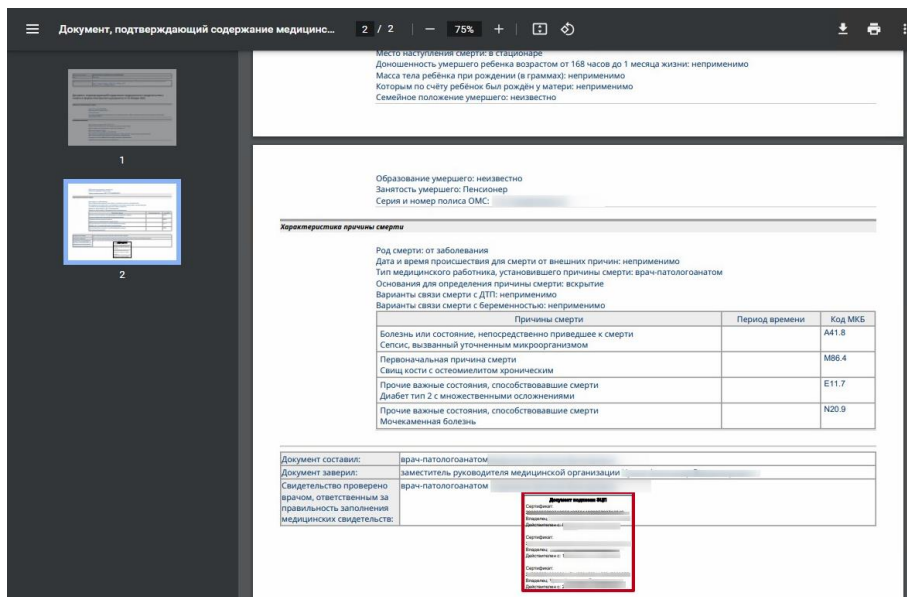 Документ, подтверждающий содержание медицинс...
2 / 2
75%
Место наступления смерти: в стационаре
Доношенность умершего ребенка возрастом от 168 часов до 1 месяца жизни: неприменимо
Масса тела ребёнка при рождении (в граммах): неприменимо
Которым по счёту ребёнок был рождён у матери: неприменимо
Семейное положение умершего: неизвестно
1
2
Образование умершего: неизвестно
Занятость умершего: Пенсионер
Серия и номер полиса ОМС:
Характеристика причины смерти
Род смерти: от заболевания
Дата и время происшествия для смерти от внешних причин: неприменимо
Тип медицинского работника, установившего причины смерти: врач-патологоанатом
Основания для определения причины смерти: вскрытие
Варианты связи смерти с ДТП: неприменимо
Варианты связи смерти с беременностью: неприменимо
Причины смерти Период времени Код МКБ
Болезнь или состояние, непосредственно приведшее к смерти A41.8
Сепсис, вызванный уточненным микроорганизмом
Первоначальная причина смерти M86.4
Свищ кости с остеомиелитом хроническим
Прочие важные состояния, способствовавшие смерти E11.7
Диабет тип 2 с множественными осложнениями
Прочие важные состояния, способствовавшие смерти N20.9
Мочекаменная болезнь
Документ составил: врач-патологоанатом
Документ заверил: заместитель руководителя медицинской организации
Свидетельство проверено врач-патологоанатом
врачом, ответственным за
правильность заполнения
медицинских свидетельств:
Документ подписан ЭЦП
Сертификат:
Владелец:
Действителен с:
Сертификат:
Владелец:
Действителен с:
Сертификат:
Владелец:
Действителен с: